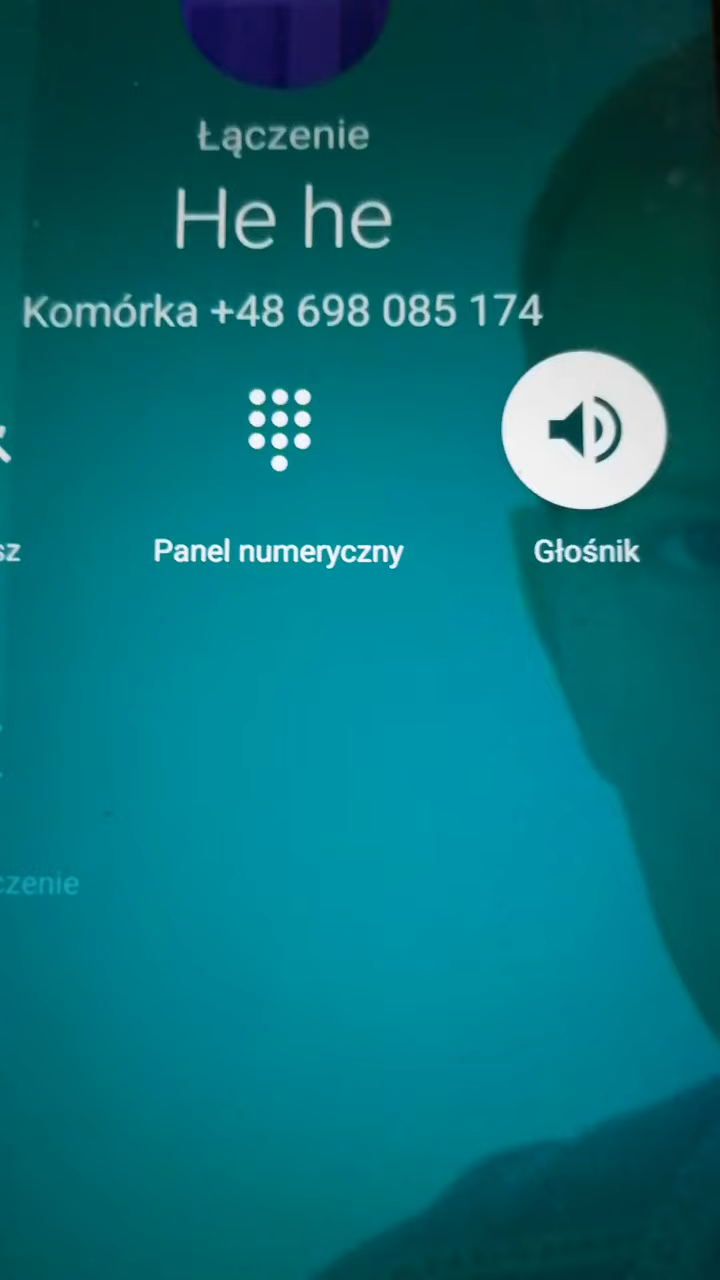 Łączenie
He he
Komórka +48 698 085 174
Panel numeryczny
Głośnik